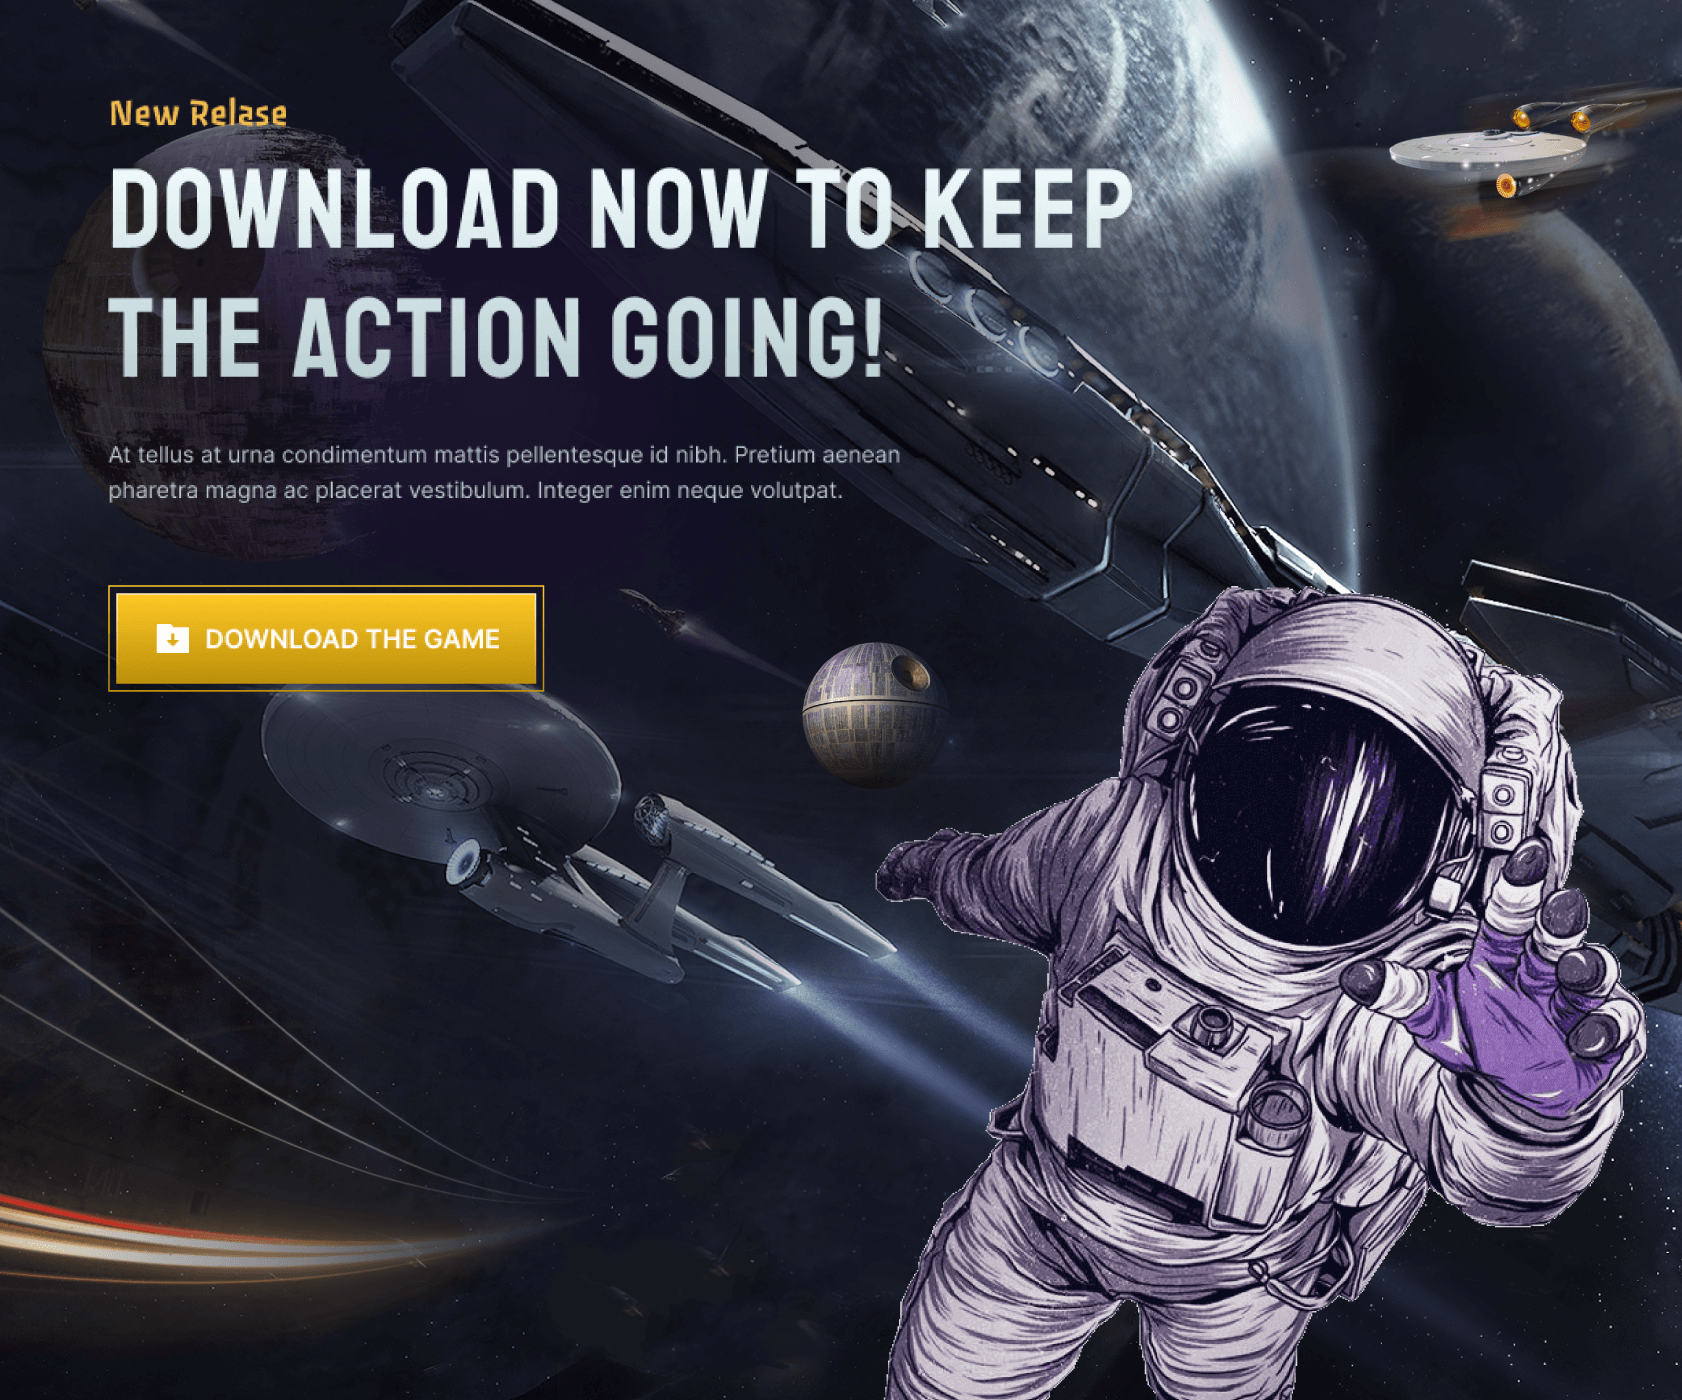 New Relase
DOWNLOAD NOW TO KEEP
THE ACTION GOING!
At tellus at urna condimentum mattis pellentesque id nibh. Pretium aenean
pharetra magna ac placerat vestibulum. Integer enim neque volutpat.
DOWNLOAD THE GAME